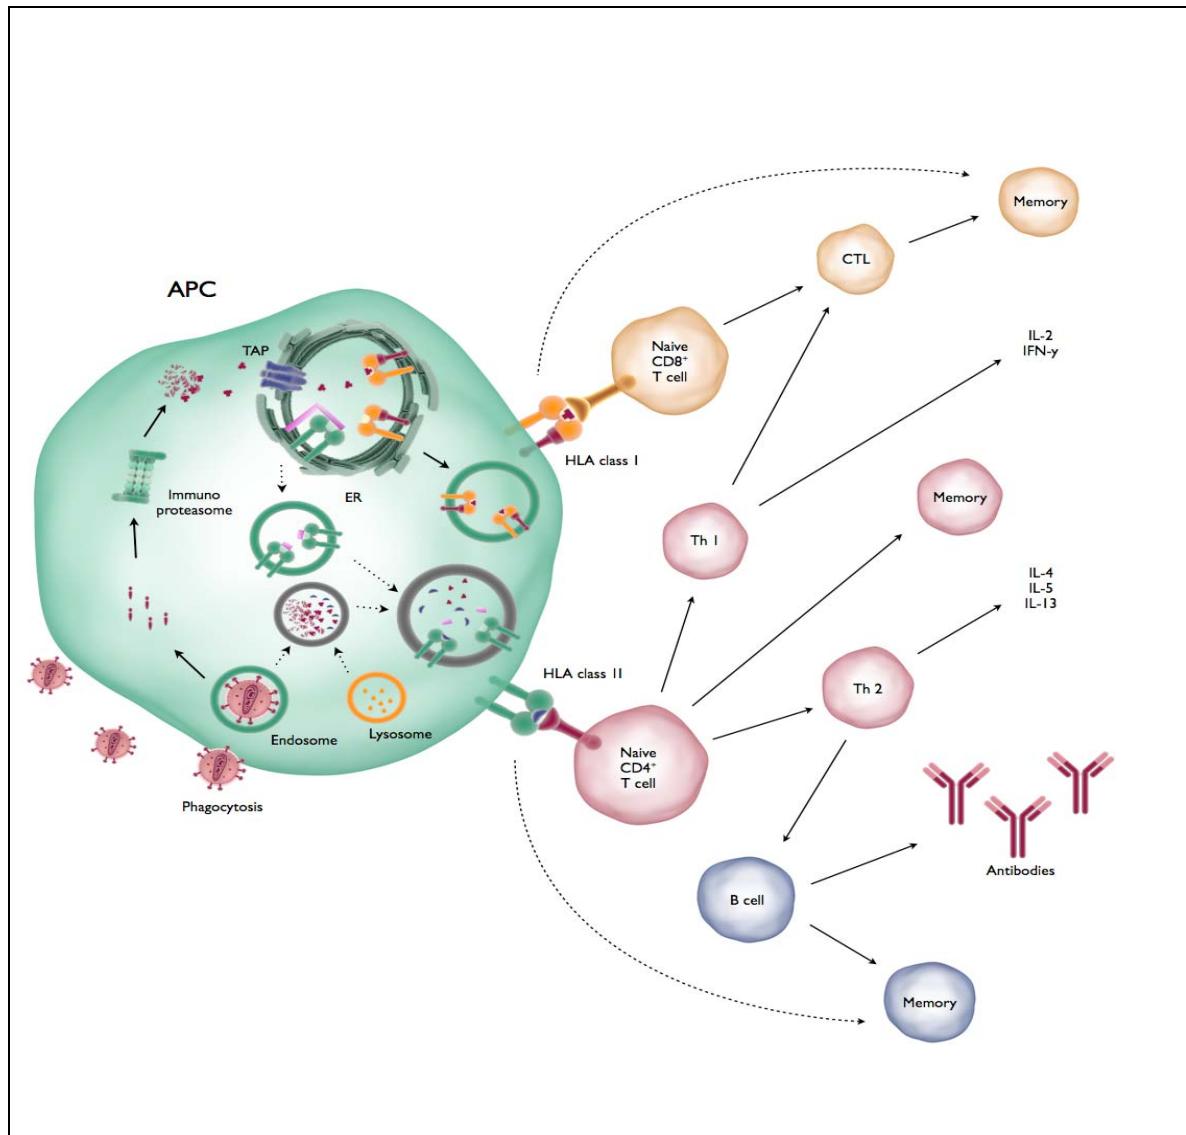 Memory
CTL
APC
Naive
CD8+
T cell
IL-2
IFN-y
TAP
HLA class I
Memory
Immuno
proteasome
ER
Th 1
IL-4
IL-5
IL-13
HLA class II
Th 2
Endosome
Lysosome
Naive
CD4+
T cell
Phagocytosis
Antibodies
B cell
Memory